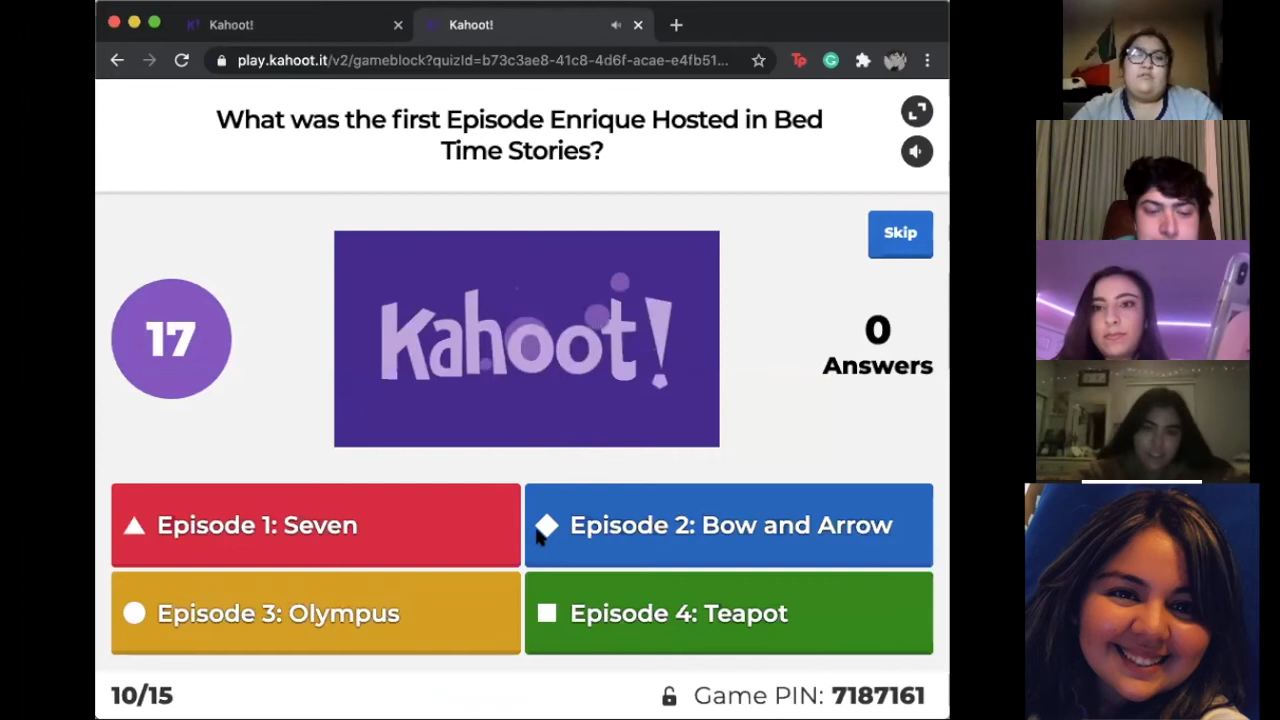 Kahoot!
Kahoot!
play.kahoot.it/v2/gameblock?quizId=b73c3ae8-41c8-4d6f-acae-e4fb51...
Tp
What was the first Episode Enrique Hosted in Bed
Time Stories?
Skip
17
Kahoot!
0
Answers
Episode 1: Seven
Episode 2: Bow and Arrow
Episode 3: Olympus
Episode 4: Teapot
10/15
Game PIN: 7187161